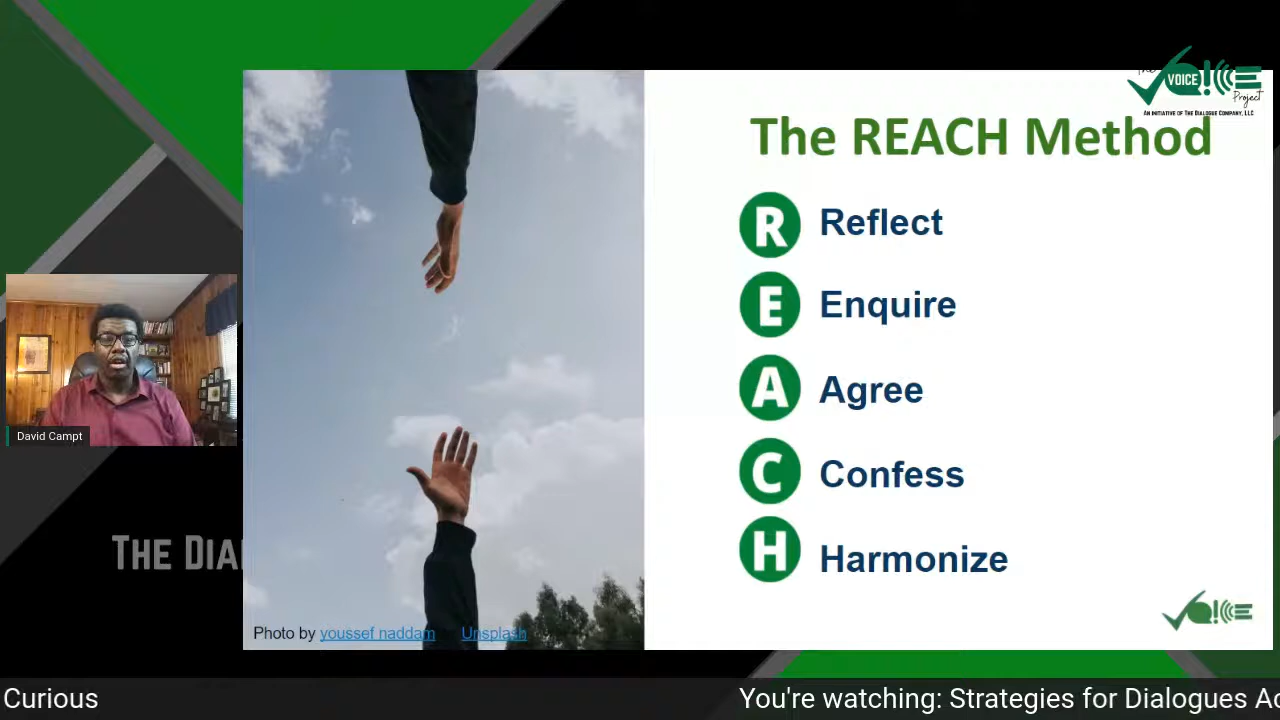 VOICE
Project
AN INITIATIVE OF THE DIALOGUE COMPANY, LLC
The REACH Method
R Reflect
E Enquire
A Agree
C Confess
H Harmonize
David Campt
THE DIA
Photo by youssef naddam Unsplash
Curious
You're watching: Strategies for Dialogues Ac